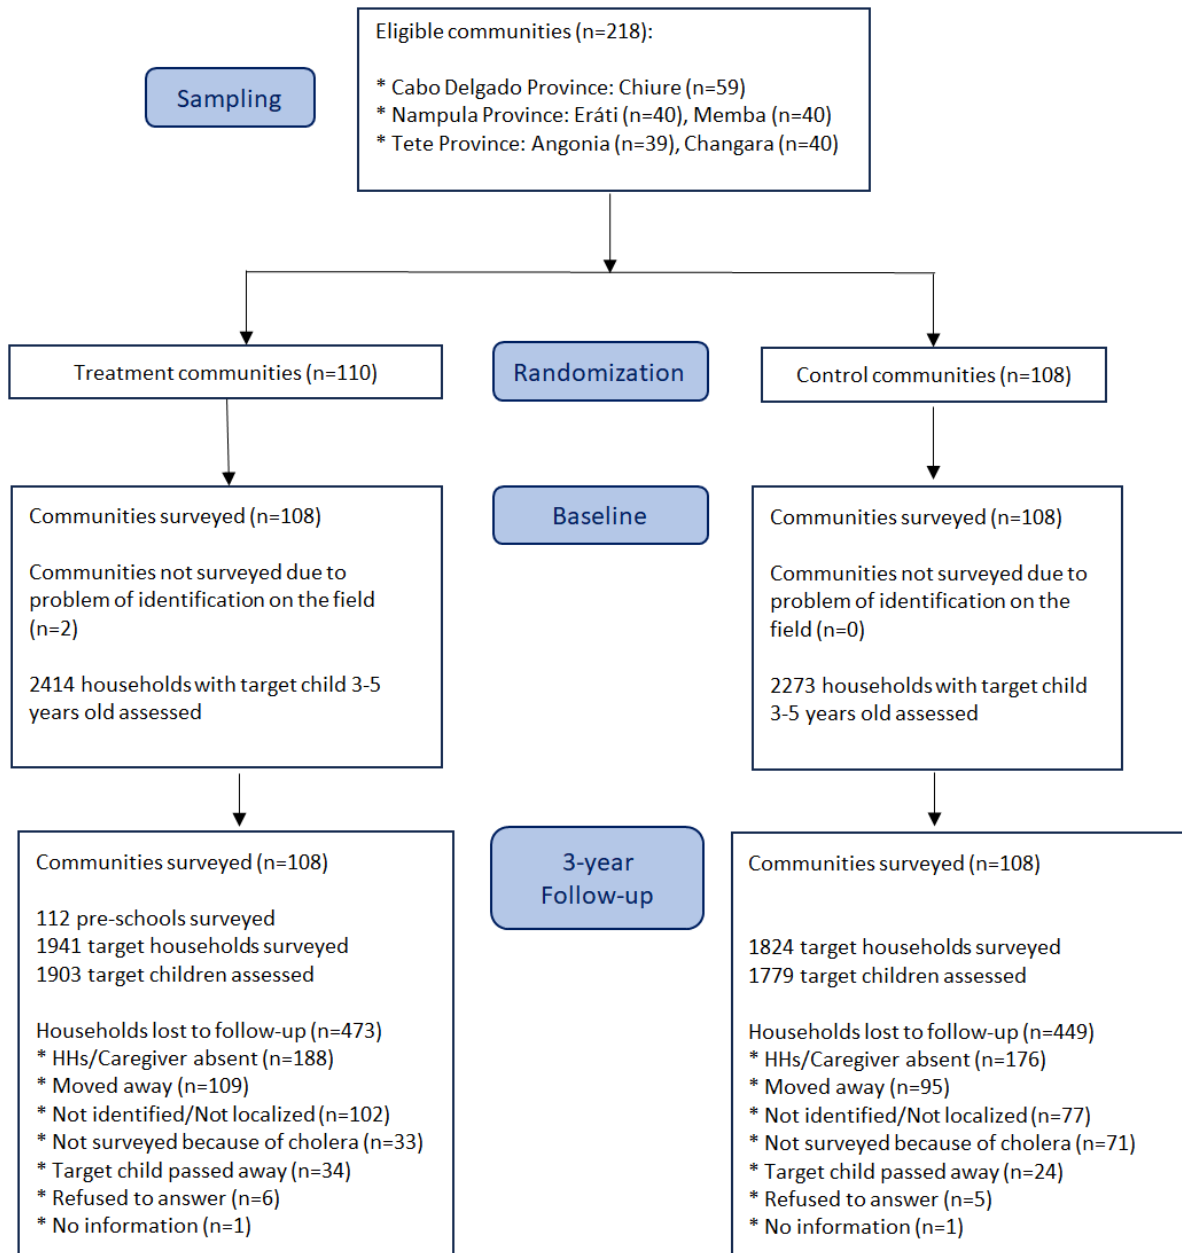 Eligible communities (n=218):
* Cabo Delgado Province: Chiure (n=59)
* Nampula Province: Eráti (n=40), Memba (n=40)
* Tete Province: Angonia (n=39), Changara (n=40)
Sampling
Treatment communities (n=110)
Randomization
Control communities (n=108)
Communities surveyed (n=108)
Communities not surveyed due to
problem of identification on the field
(n=2)
2414 households with target child 3-5
years old assessed
Baseline
Communities surveyed (n=108)
Communities not surveyed due to
problem of identification on the
field (n=0)
2273 households with target child
3-5 years old assessed
Communities surveyed (n=108)
112 pre-schools surveyed
1941 target households surveyed
1903 target children assessed
Households lost to follow-up (n=473)
* HHs/Caregiver absent (n=188)
* Moved away (n=109)
* Not identified/Not localized (n=102)
* Not surveyed because of cholera (n=33)
* Target child passed away (n=34)
* Refused to answer (n=6)
* No information (n=1)
3-year
Follow-up
Communities surveyed (n=108)
1824 target households surveyed
1779 target children assessed
Households lost to follow-up (n=449)
* HHs/Caregiver absent (n=176)
* Moved away (n=95)
* Not identified/Not localized (n=77)
* Not surveyed because of cholera (n=71)
* Target child passed away (n=24)
* Refused to answer (n=5)
* No information (n=1)